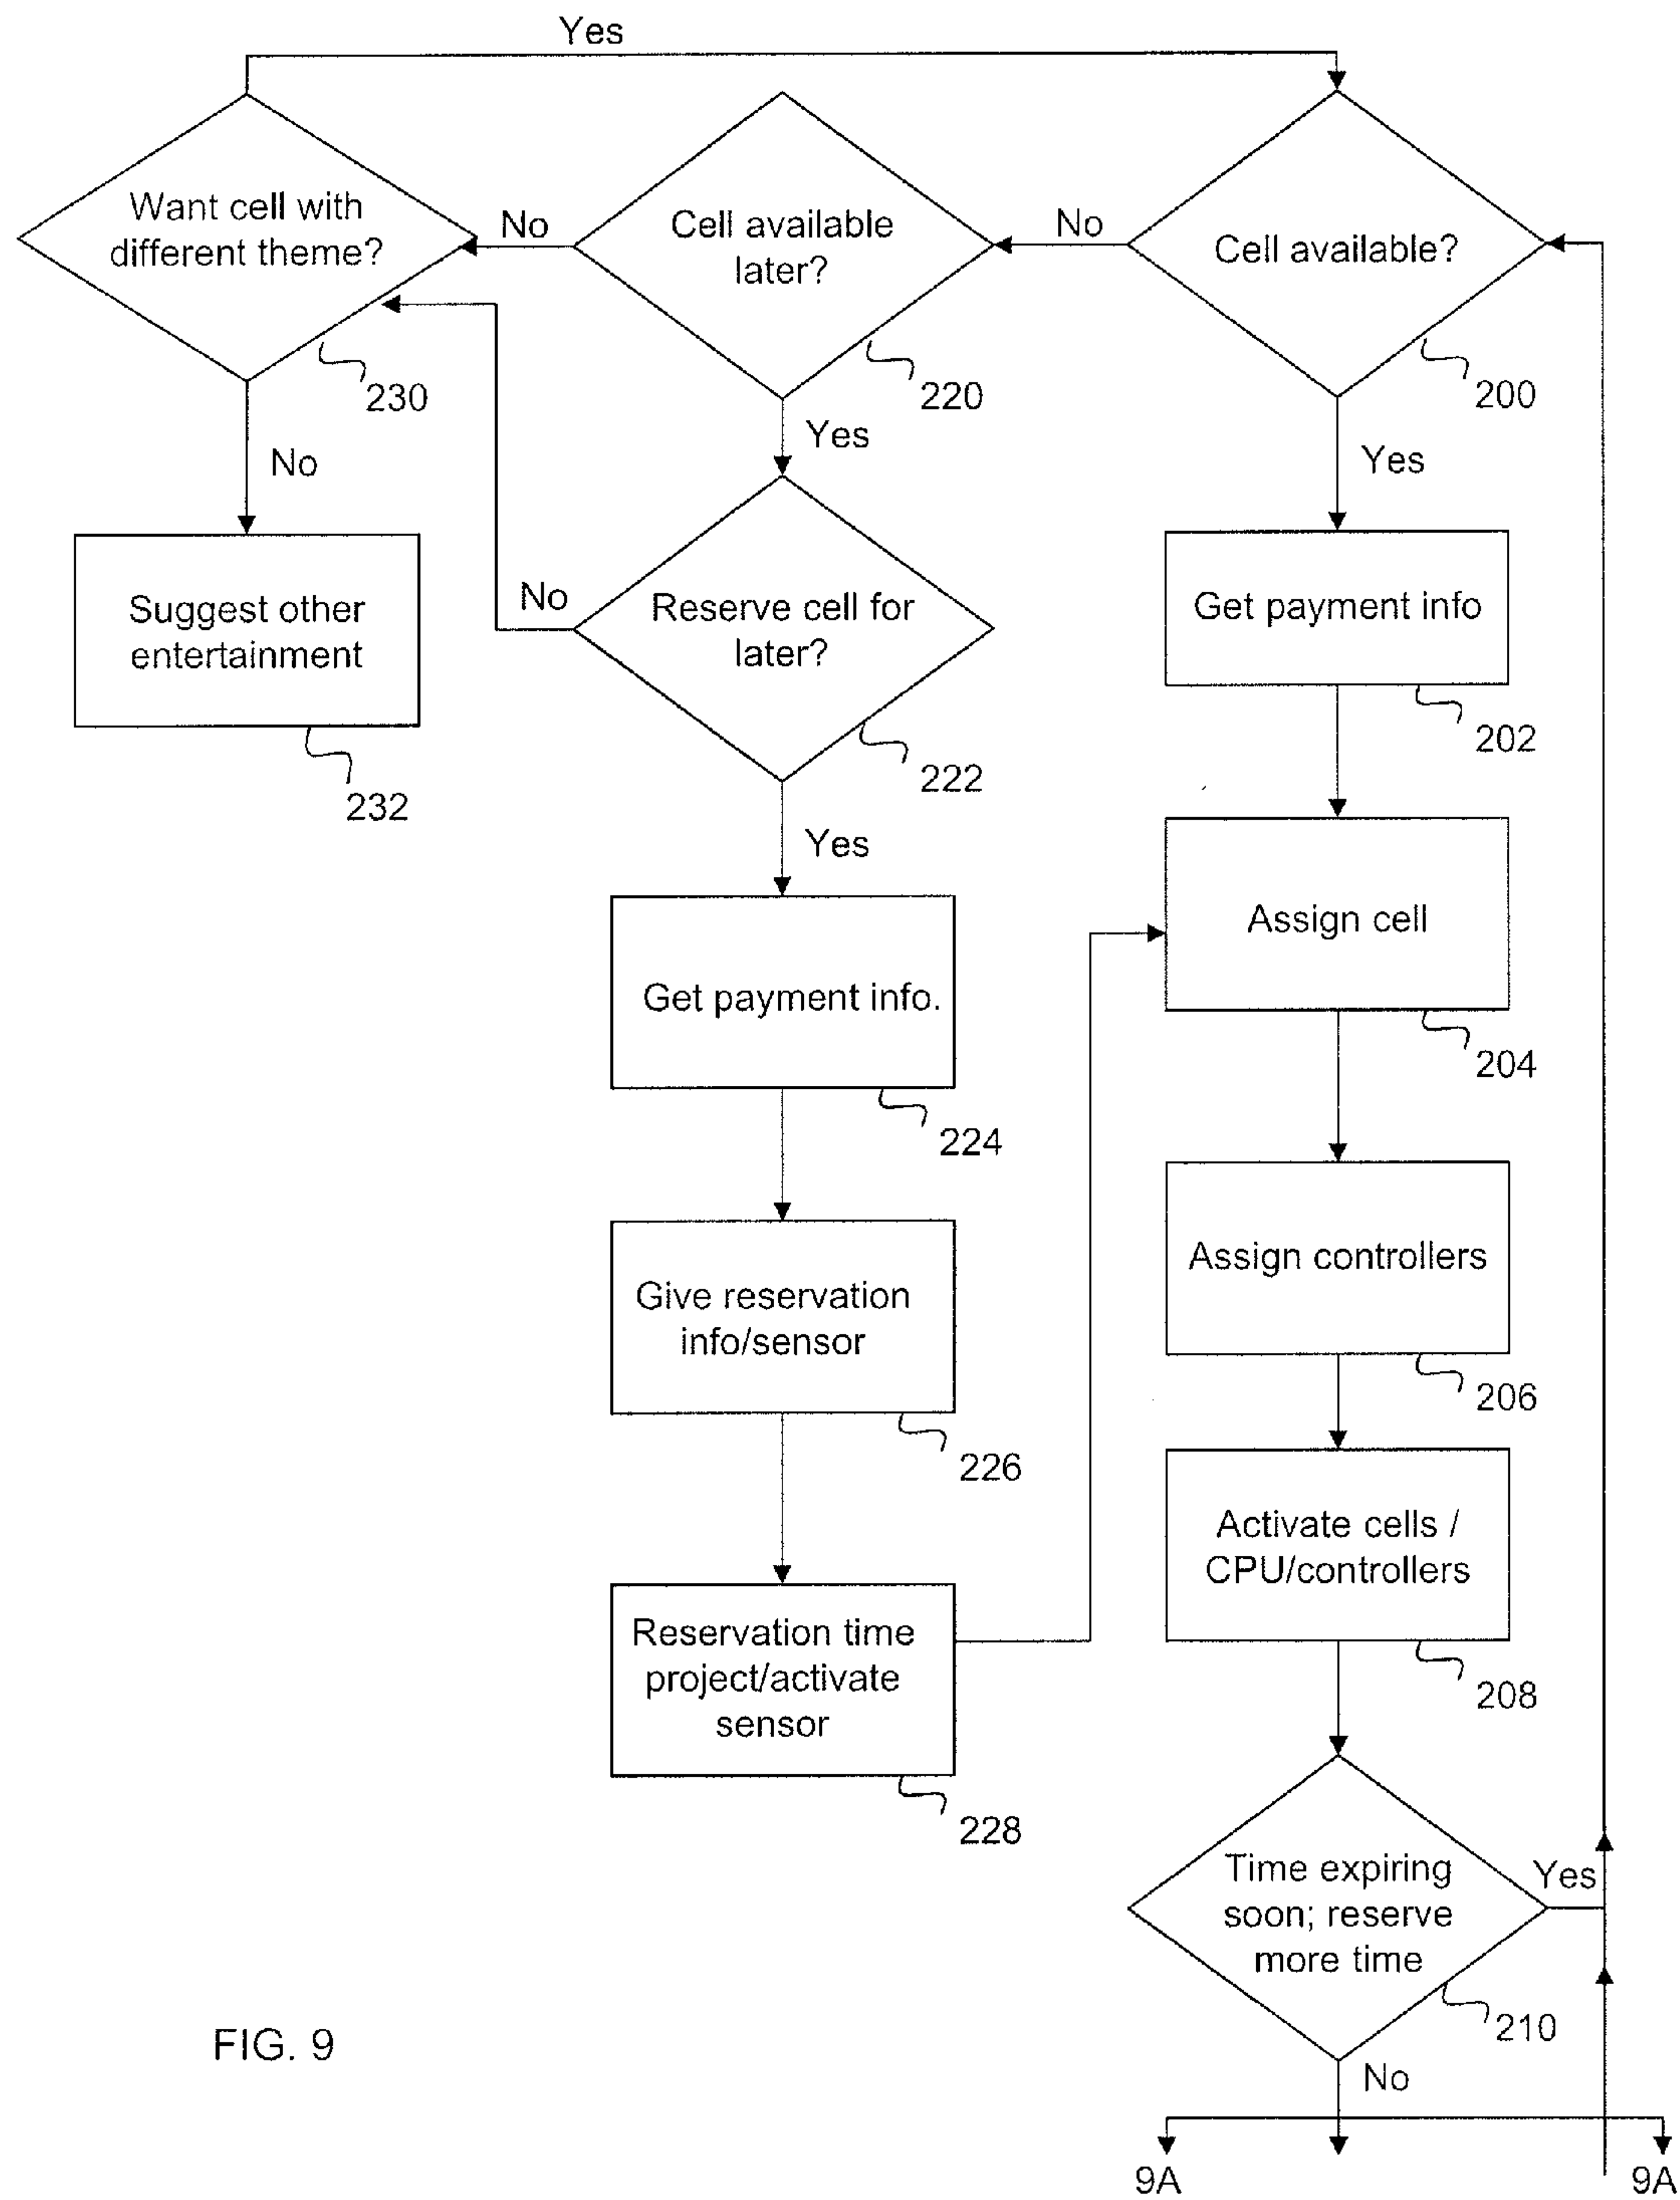 Yes
Want cell with
different theme?
No
Cell available
later?
No
Cell available?
230
220
200
No
Yes
Yes
Suggest other
entertainment
No
Reserve cell for
later?
Get payment info
232
222
202
Yes
Get payment info.
Assign cell
224
204
Give reservation
info/sensor
Assign controllers
226
206
Reservation time
project/activate
sensor
Activate cells /
CPU/controllers
228
208
Time expiring
soon; reserve
more time
Yes
210
FIG. 9
No
9A
9A